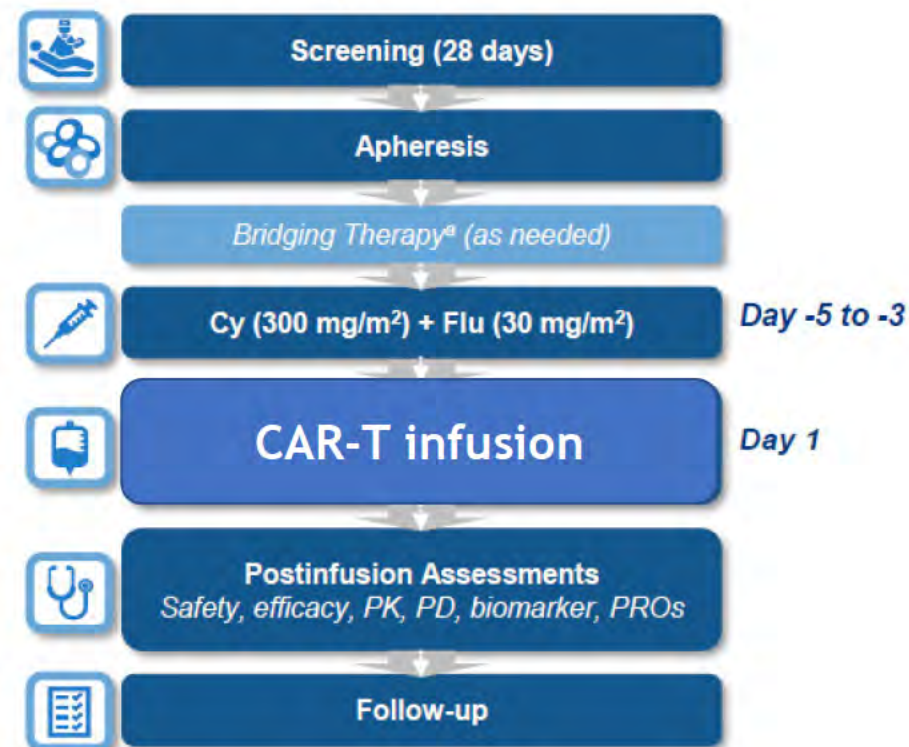 Screening (28 days)
Apheresis
Bridging Therapyᵃ (as needed)
Cy (300 mg/m²) + Flu (30 mg/m²)
Day -5 to -3
CAR-T infusion
Day 1
Postinfusion Assessments
Safety, efficacy, PK, PD, biomarker, PROs
Follow-up